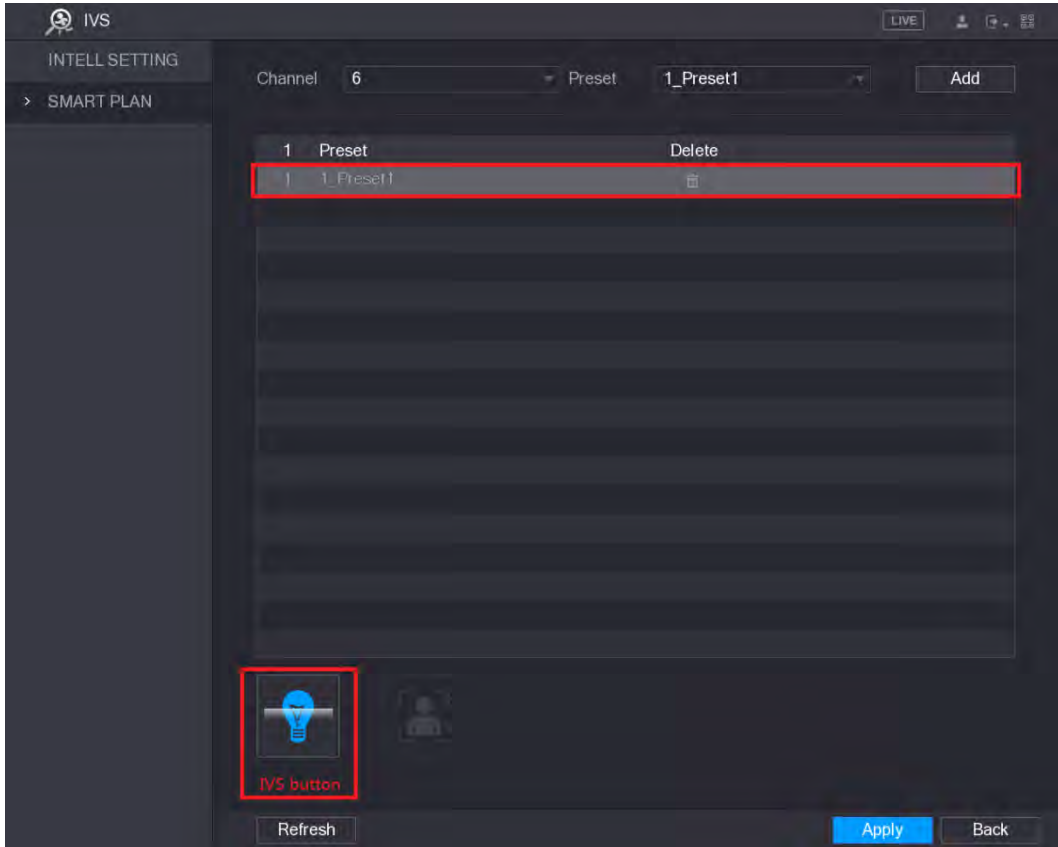 IVS LIVE
INTELL SETTING
SMART PLAN
Channel 6 Preset 1_Preset1 Add
1 Preset Delete
1 1_Preset1
IVS button
Refresh Apply Back